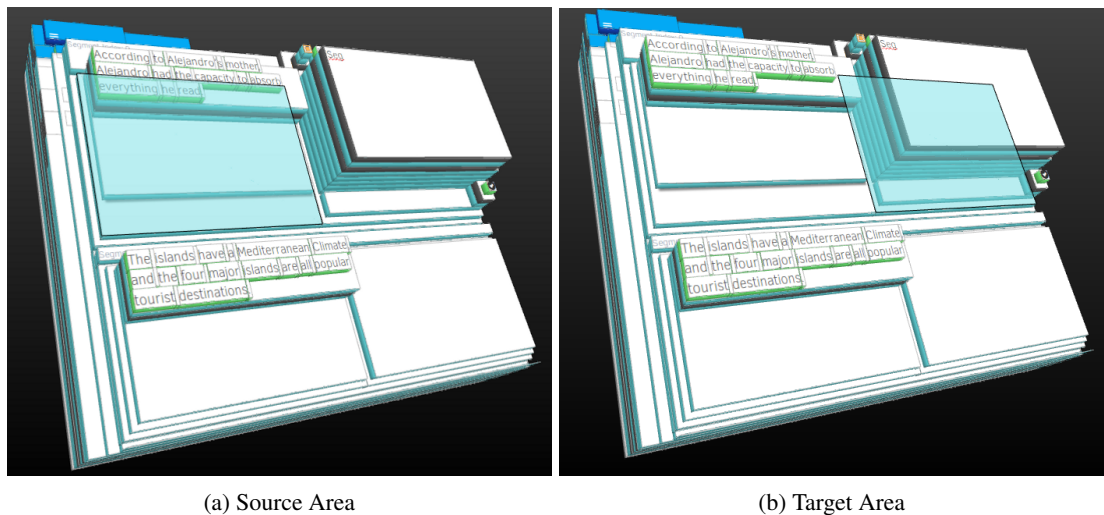 According to Alejandro's mother
Alejandro had the capacity to absorb
everything he read
Seg
The islands have a Mediterranean Climate
and the four major islands are all popular
tourist destinations
According to Alejandro's mother
Alejandro had the capacity to absorb
everything he read
Seg
The islands have a Mediterranean Climate
and the four major islands are all popular
tourist destinations
(a) Source Area
(b) Target Area